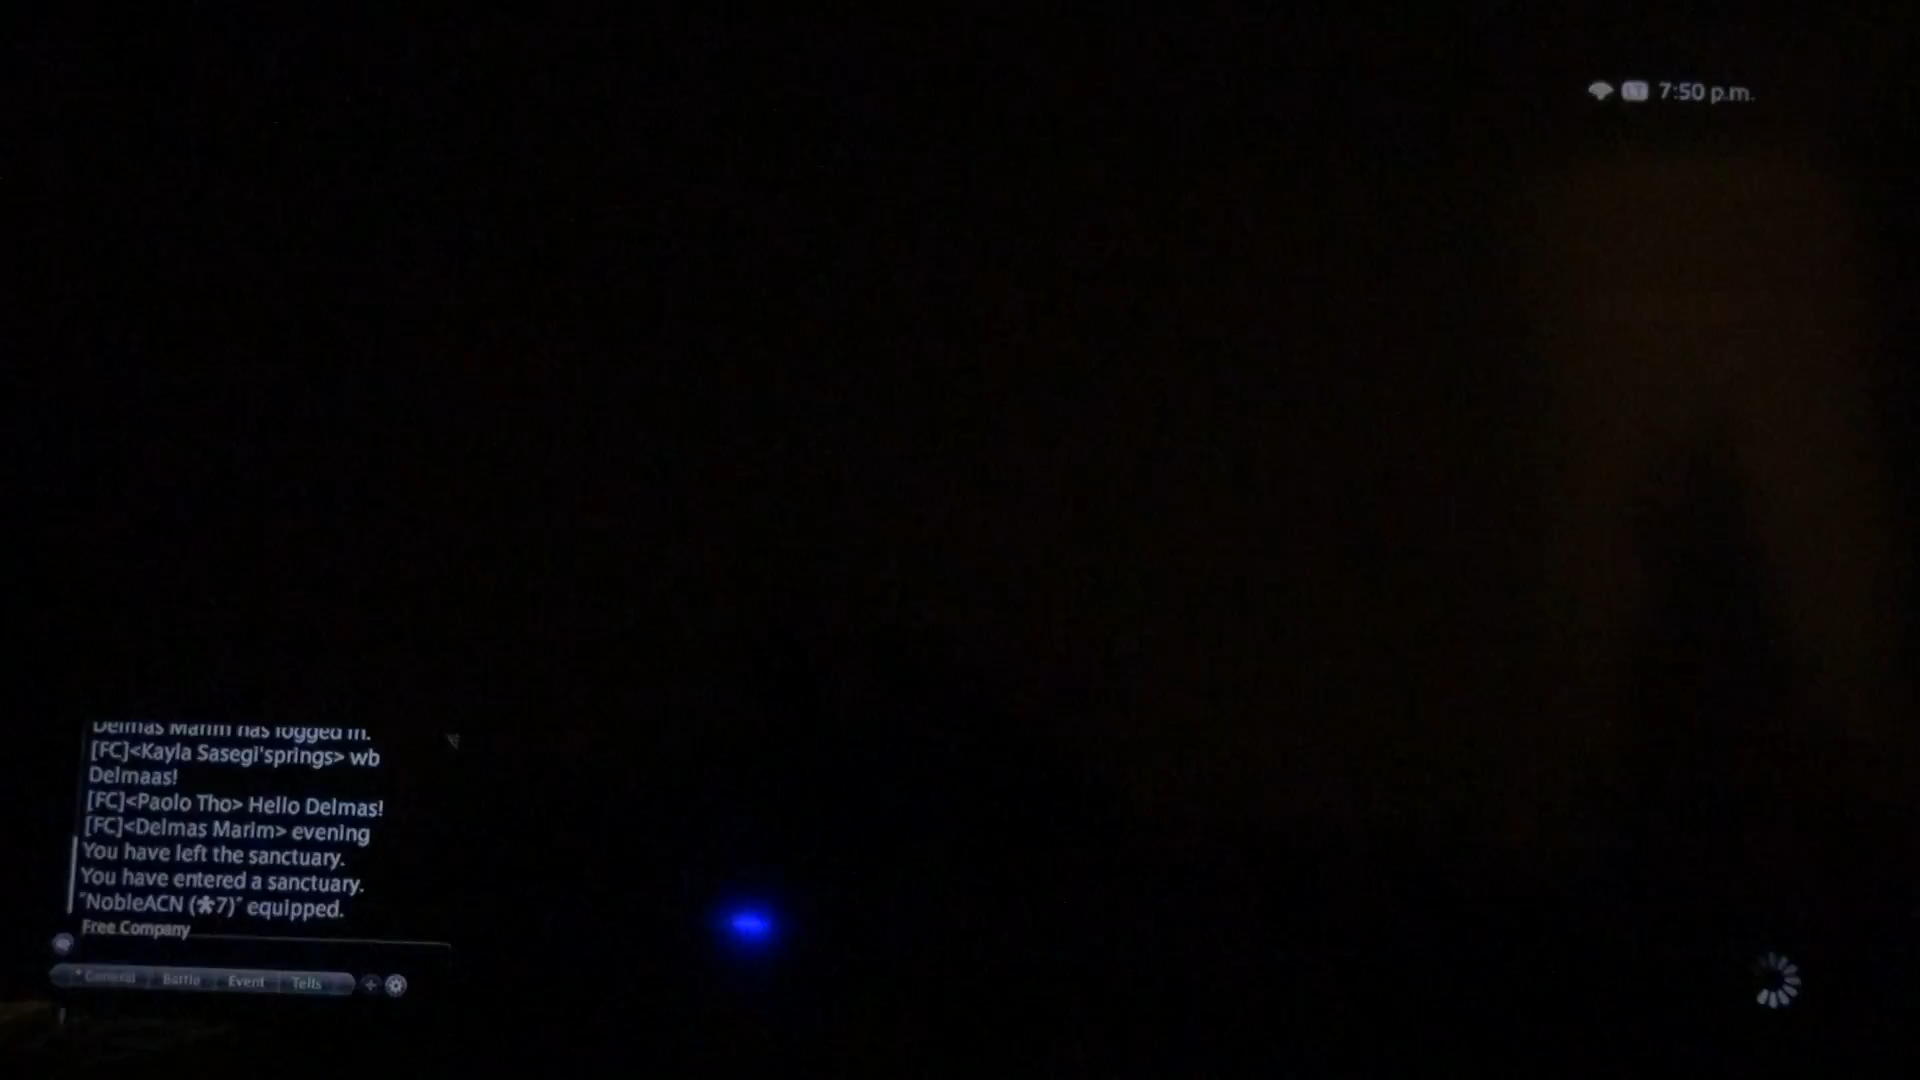 LT 7:50 p.m.
Delmas Marim has logged in.
[FC]<Kayla Sasegi'springs> wb
Delmaas!
[FC]<Paolo Tho> Hello Delmas!
[FC]<Delmas Marim> evening
You have left the sanctuary.
You have entered a sanctuary.
"NobleACN (★7)" equipped.
Free Company
* General Battle Event Tells